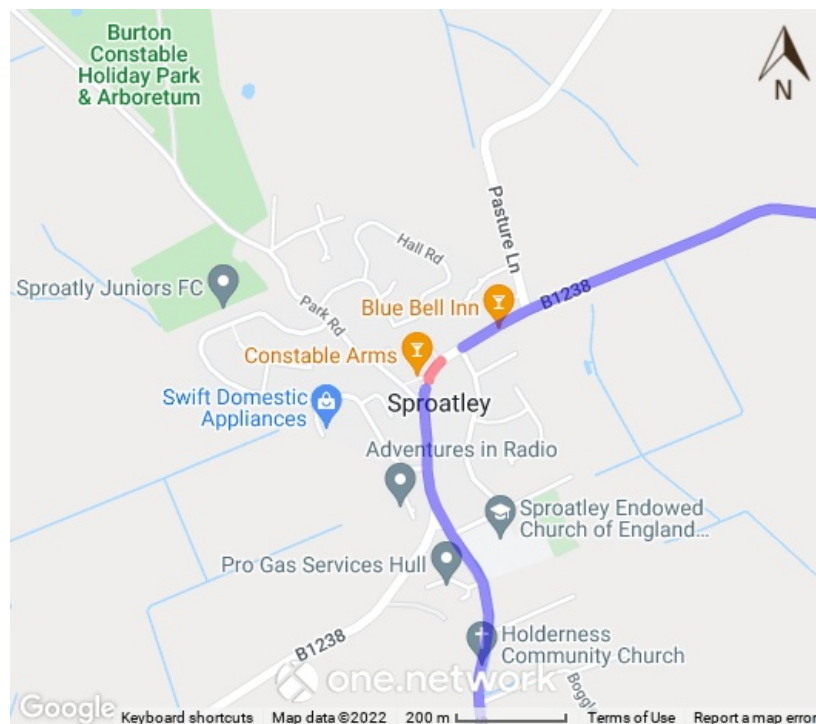 Burton
Constable
Holiday Park
& Arboretum
N
Pasture Ln
Hall Rd
Sproatly Juniors FC
Park Rd
Blue Bell Inn
B1238
Constable Arms
Swift Domestic
Appliances
Sproatley
Adventures in Radio
Sproatley Endowed
Church of England...
Pro Gas Services Hull
B1238
Holderness
Community Church
Boggl
one.network
Google
Keyboard shortcuts Map data ©2022 200 m Terms of Use Report a map error